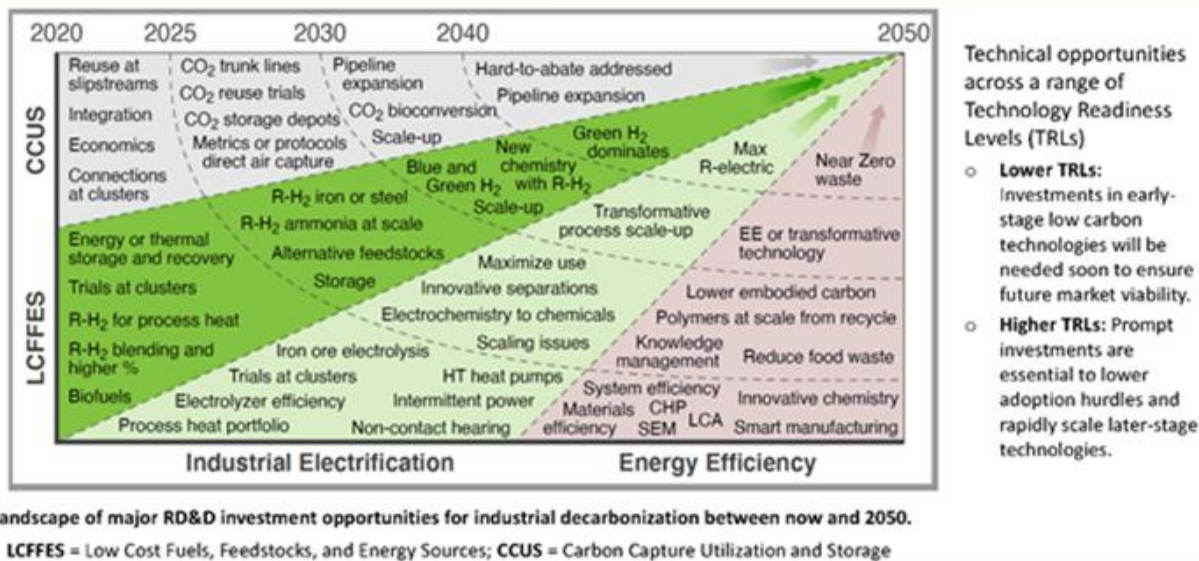 2020 2025 2030 2040 2050
CCUS
Reuse at
slipstreams
Integration
Economics
Connections
at clusters
CO2 trunk lines
CO2 reuse trials
CO2 storage depots
Metrics or protocols
direct air capture
Pipeline
expansion
CO2 bioconversion
Scale-up
Hard-to-abate addressed
Pipeline expansion
LCFFES
Energy or thermal
storage and recovery
Trials at clusters
R-H2 for process heat
R-H2 blending and
higher %
Biofuels
R-H2 iron or steel
R-H2 ammonia at scale
Alternative feedstocks
Storage
Blue and
Green H2
New
chemistry
with R-H2
Scale-up
Green H2
dominates
Iron ore electrolysis
Trials at clusters
Electrolyzer efficiency
Process heat portfolio
HT heat pumps
Intermittent power
Non-contact hearing
Maximize use
Innovative separations
Electrochemistry to chemicals
Scaling issues
Transformative
process scale-up
Max
R-electric
Near Zero
waste
EE or transformative
technology
Lower embodied carbon
Polymers at scale from recycle
Knowledge
management
Reduce food waste
System efficiency
Materials
efficiency
CHP
SEM
LCA
Innovative chemistry
Smart manufacturing
Industrial Electrification
Energy Efficiency
Technical opportunities
across a range of
Technology Readiness
Levels (TRLs)
o Lower TRLs:
Investments in early-
stage low carbon
technologies will be
needed soon to ensure
future market viability.
o Higher TRLs: Prompt
investments are
essential to lower
adoption hurdles and
rapidly scale later-stage
technologies.
andscape of major RD&D investment opportunities for industrial decarbonization between now and 2050.
LCFFES = Low Cost Fuels, Feedstocks, and Energy Sources; CCUS = Carbon Capture Utilization and Storage